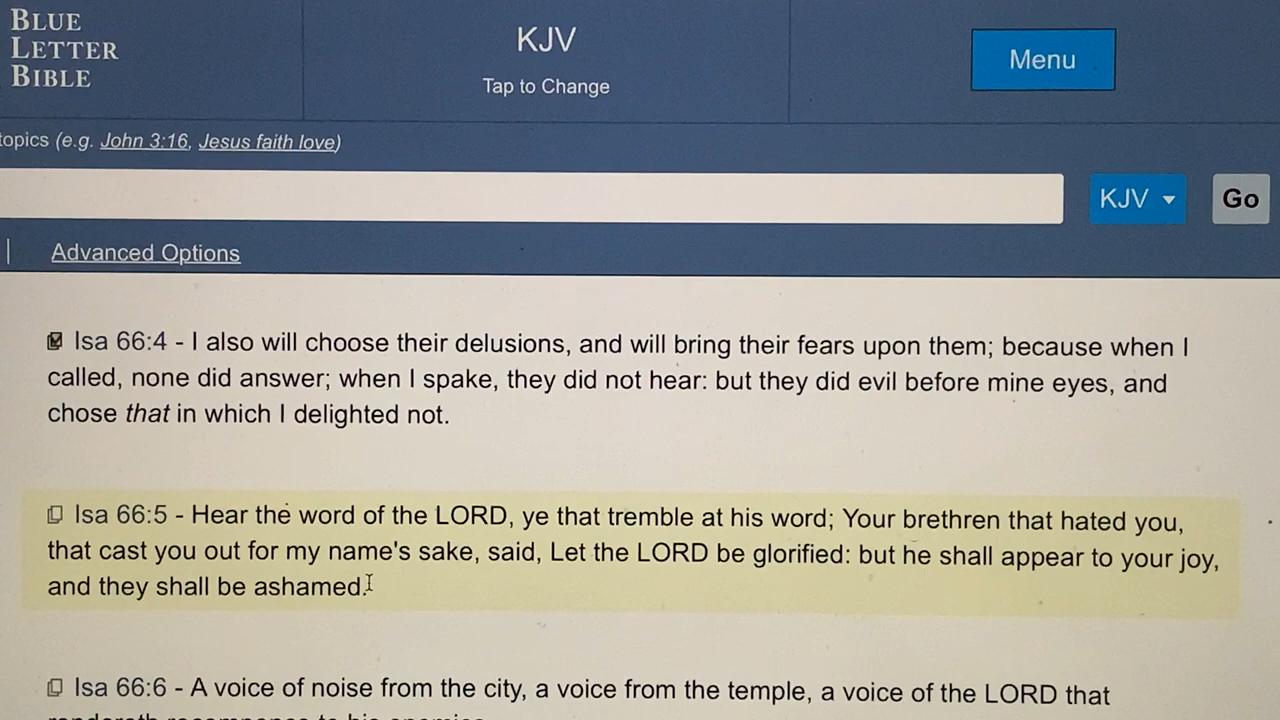 BLUE
LETTER
BIBLE
KJV
Tap to Change
Menu
topics (e.g. John 3:16, Jesus faith love)
KJV
Go
| Advanced Options
Isa 66:4 - I also will choose their delusions, and will bring their fears upon them; because when I
called, none did answer; when I spake, they did not hear: but they did evil before mine eyes, and
chose that in which I delighted not.
Isa 66:5 - Hear the word of the LORD, ye that tremble at his word; Your brethren that hated you,
that cast you out for my name's sake, said, Let the LORD be glorified: but he shall appear to your joy,
and they shall be ashamed.
Isa 66:6 - A voice of noise from the city, a voice from the temple, a voice of the LORD that
rendereth recompence to his enemies.